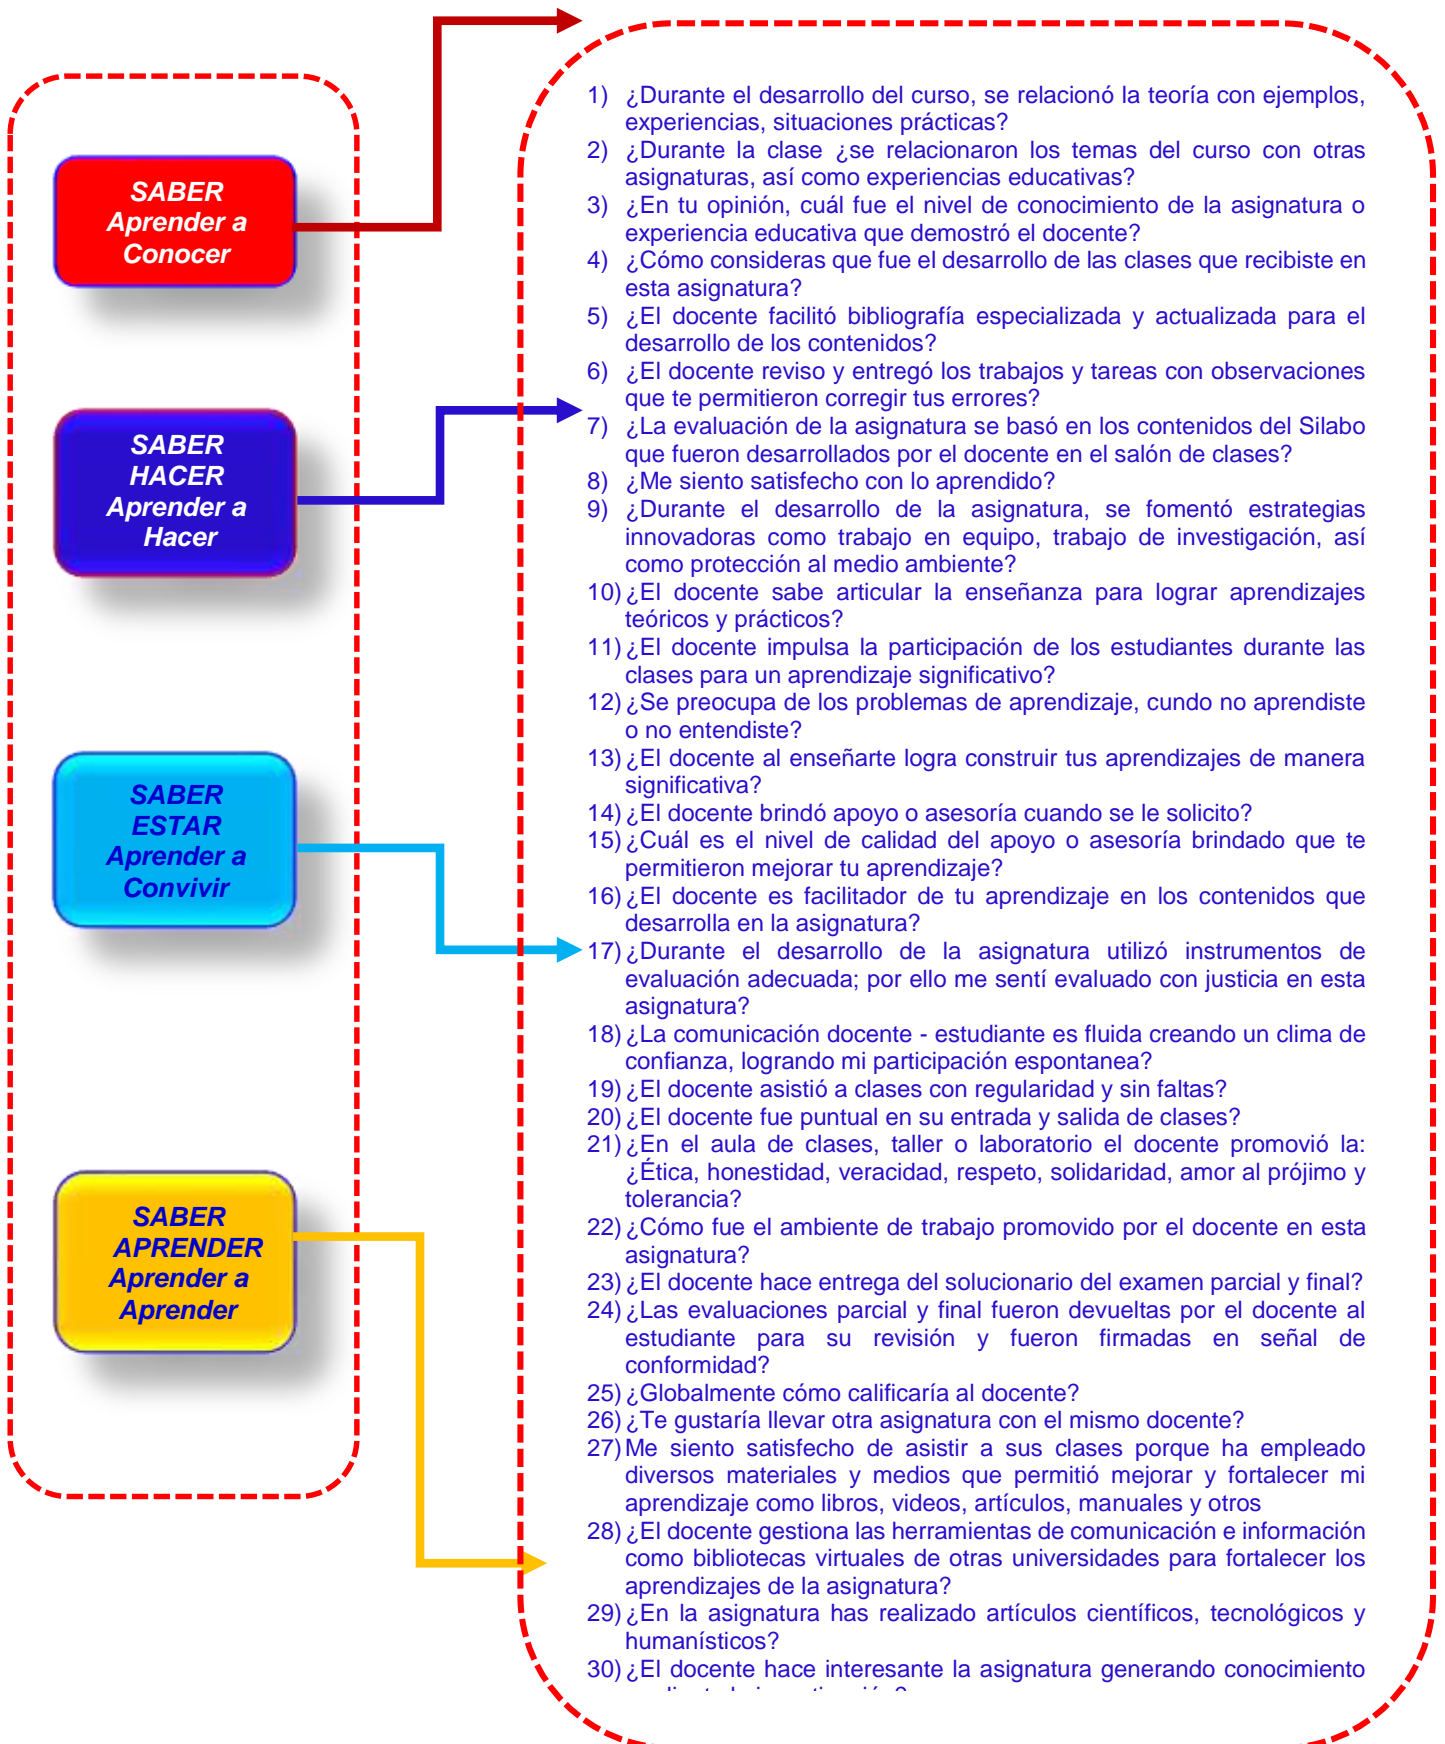 SABER
Aprender a
Conocer
SABER
HACER
Aprender a
Hacer
SABER
ESTAR
Aprender a
Convivir
SABER
APRENDER
Aprender a
Aprender
1) ¿Durante el desarrollo del curso, se relacionó la teoría con ejemplos,
experiencias, situaciones prácticas?
2) ¿Durante la clase ¿se relacionaron los temas del curso con otras
asignaturas, así como experiencias educativas?
3) ¿En tu opinión, cuál fue el nivel de conocimiento de la asignatura o
experiencia educativa que demostró el docente?
4) ¿Cómo consideras que fue el desarrollo de las clases que recibiste en
esta asignatura?
5) ¿El docente facilitó bibliografía especializada y actualizada para el
desarrollo de los contenidos?
6) ¿El docente reviso y entregó los trabajos y tareas con observaciones
que te permitieron corregir tus errores?
7) ¿La evaluación de la asignatura se basó en los contenidos del Silabo
que fueron desarrollados por el docente en el salón de clases?
8) ¿Me siento satisfecho con lo aprendido?
9) ¿Durante el desarrollo de la asignatura, se fomentó estrategias
innovadoras como trabajo en equipo, trabajo de investigación, así
como protección al medio ambiente?
10) ¿El docente sabe articular la enseñanza para lograr aprendizajes
teóricos y prácticos?
11) ¿El docente impulsa la participación de los estudiantes durante las
clases para un aprendizaje significativo?
12) ¿Se preocupa de los problemas de aprendizaje, cundo no aprendiste
o no entendiste?
13) ¿El docente al enseñarte logra construir tus aprendizajes de manera
significativa?
14) ¿El docente brindó apoyo o asesoría cuando se le solicito?
15) ¿Cuál es el nivel de calidad del apoyo o asesoría brindado que te
permitieron mejorar tu aprendizaje?
16) ¿El docente es facilitador de tu aprendizaje en los contenidos que
desarrolla en la asignatura?
17) ¿Durante el desarrollo de la asignatura utilizó instrumentos de
evaluación adecuada; por ello me sentí evaluado con justicia en esta
asignatura?
18) ¿La comunicación docente - estudiante es fluida creando un clima de
confianza, logrando mi participación espontanea?
19) ¿El docente asistió a clases con regularidad y sin faltas?
20) ¿El docente fue puntual en su entrada y salida de clases?
21) ¿En el aula de clases, taller o laboratorio el docente promovió la:
¿Ética, honestidad, veracidad, respeto, solidaridad, amor al prójimo y
tolerancia?
22) ¿Cómo fue el ambiente de trabajo promovido por el docente en esta
asignatura?
23) ¿El docente hace entrega del solucionario del examen parcial y final?
24) ¿Las evaluaciones parcial y final fueron devueltas por el docente al
estudiante para su revisión y fueron firmadas en señal de
conformidad?
25) ¿Globalmente cómo calificaría al docente?
26) ¿Te gustaría llevar otra asignatura con el mismo docente?
27) Me siento satisfecho de asistir a sus clases porque ha empleado
diversos materiales y medios que permitió mejorar y fortalecer mi
aprendizaje como libros, videos, artículos, manuales y otros
28) ¿El docente gestiona las herramientas de comunicación e información
como bibliotecas virtuales de otras universidades para fortalecer los
aprendizajes de la asignatura?
29) ¿En la asignatura has realizado artículos científicos, tecnológicos y
humanísticos?
30) ¿El docente hace interesante la asignatura generando conocimiento